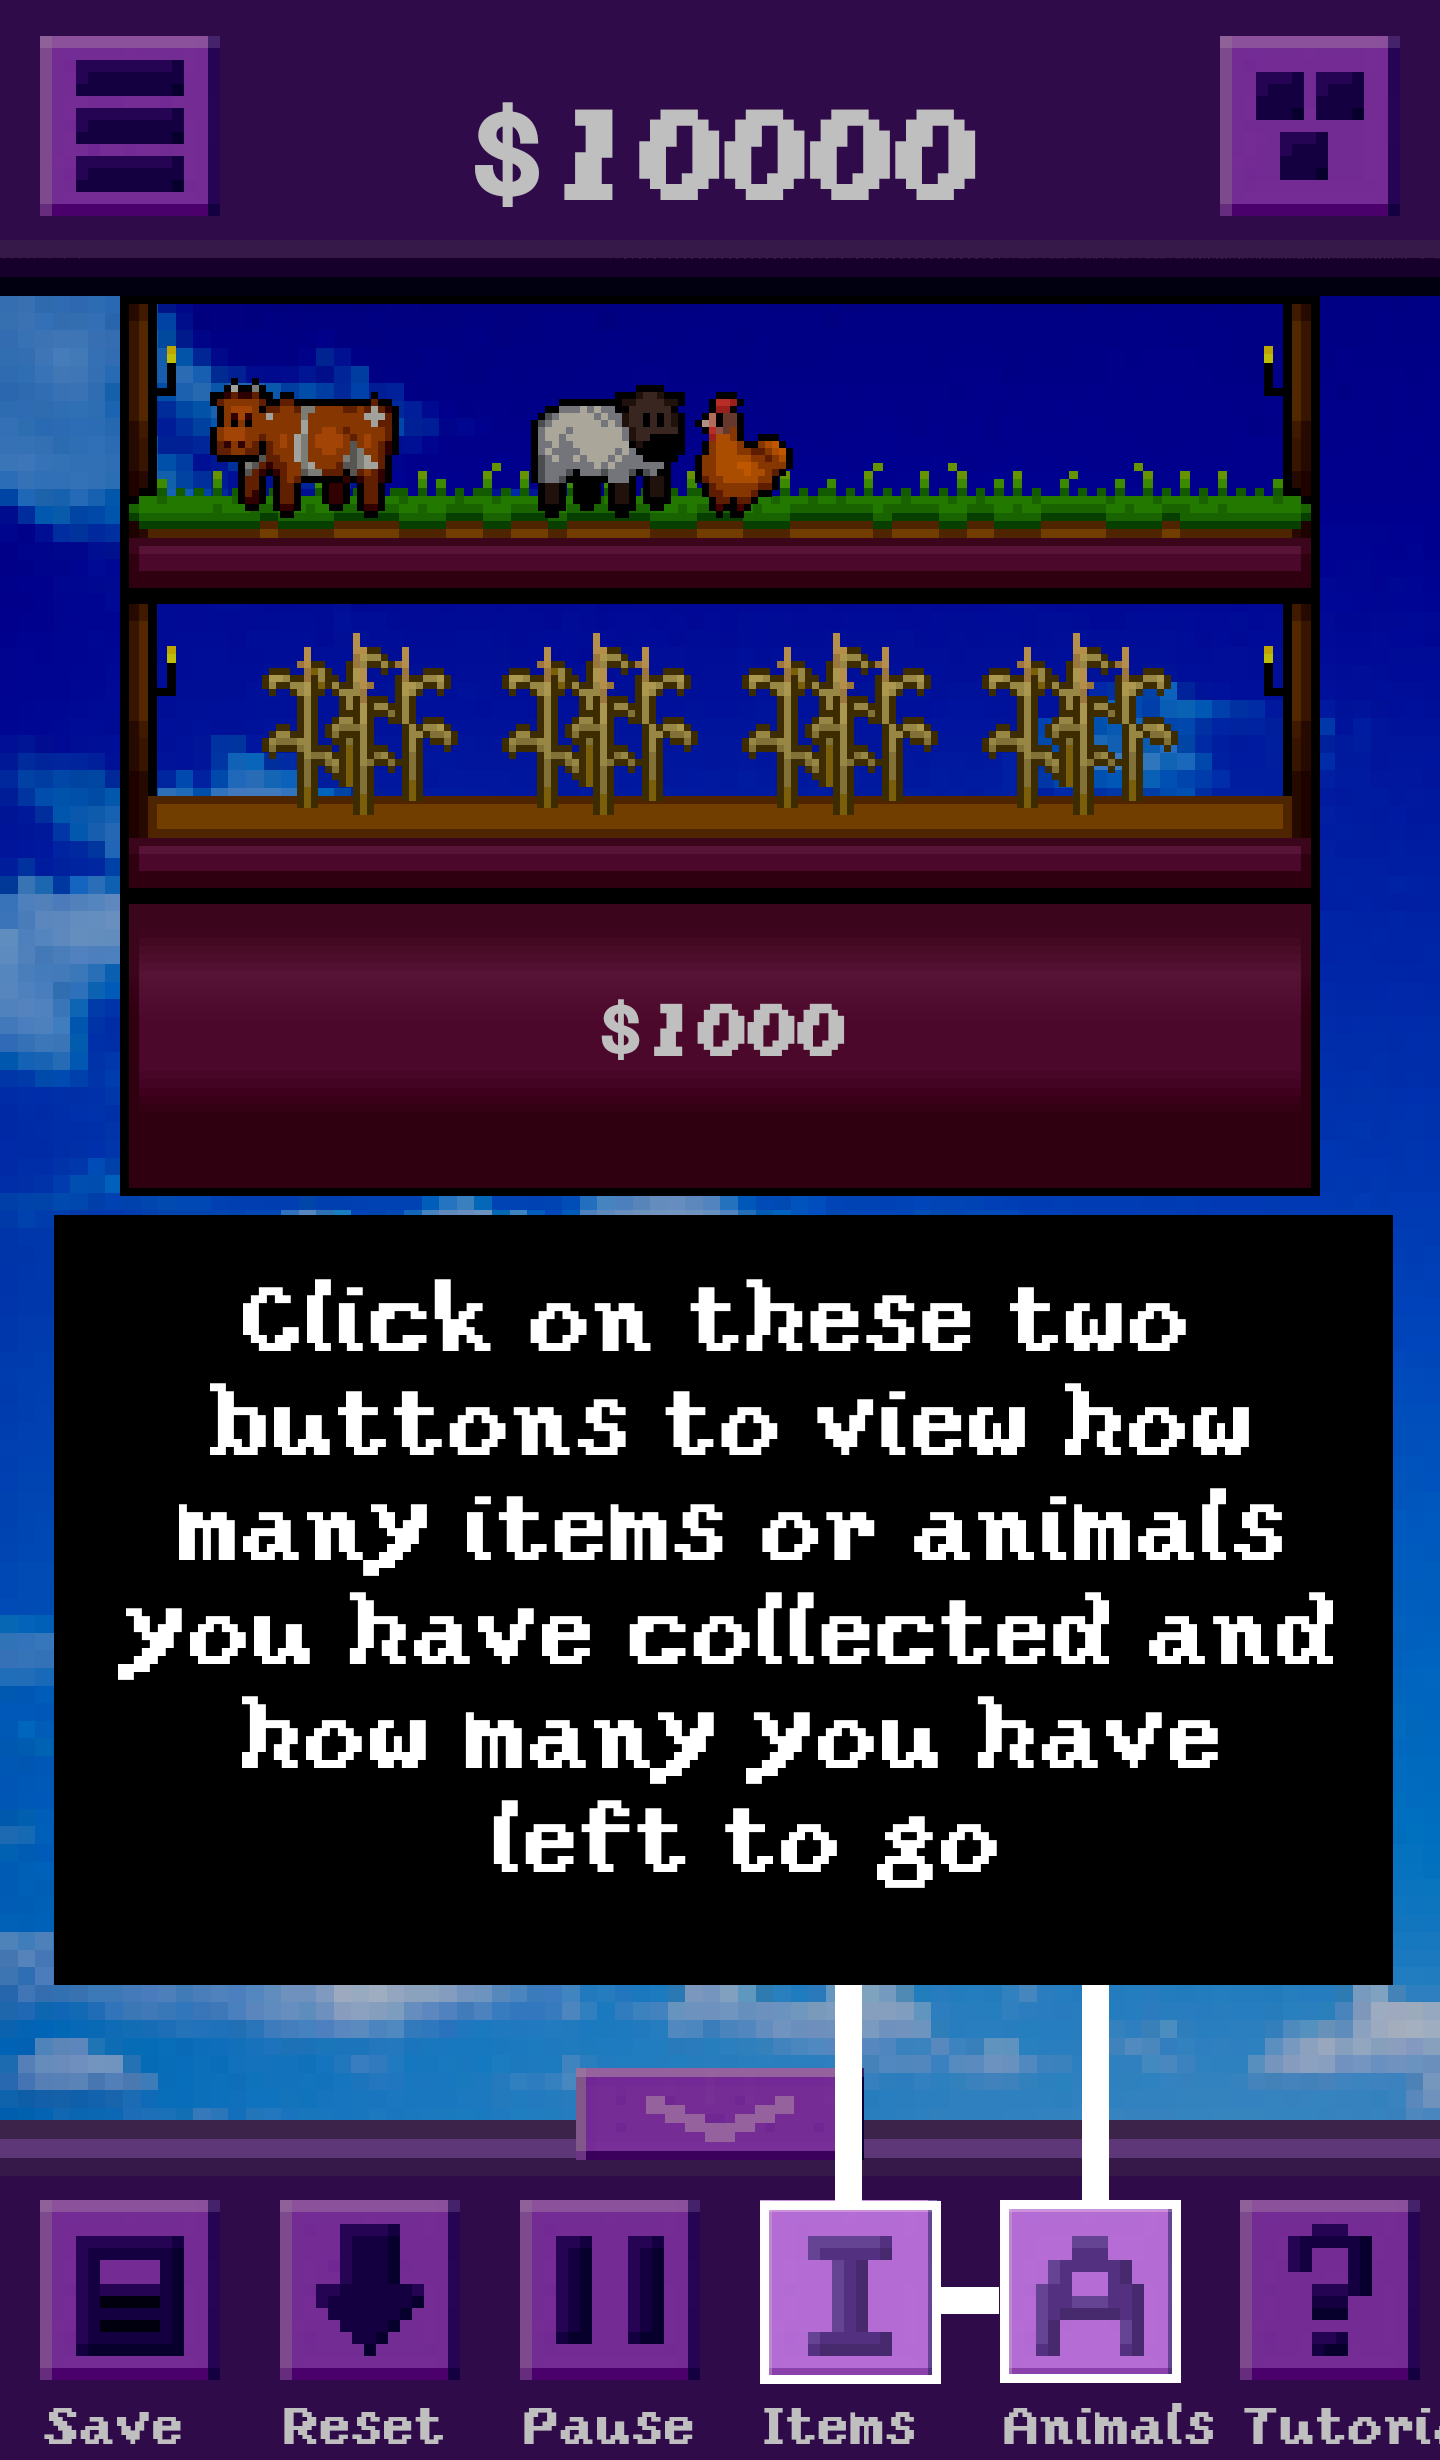 $10000
$1000
Click on these two
buttons to view how
many items or animals
you have collected and
how many you have
left to go
I A ?
Save Reset Pause Items Animals Tutori